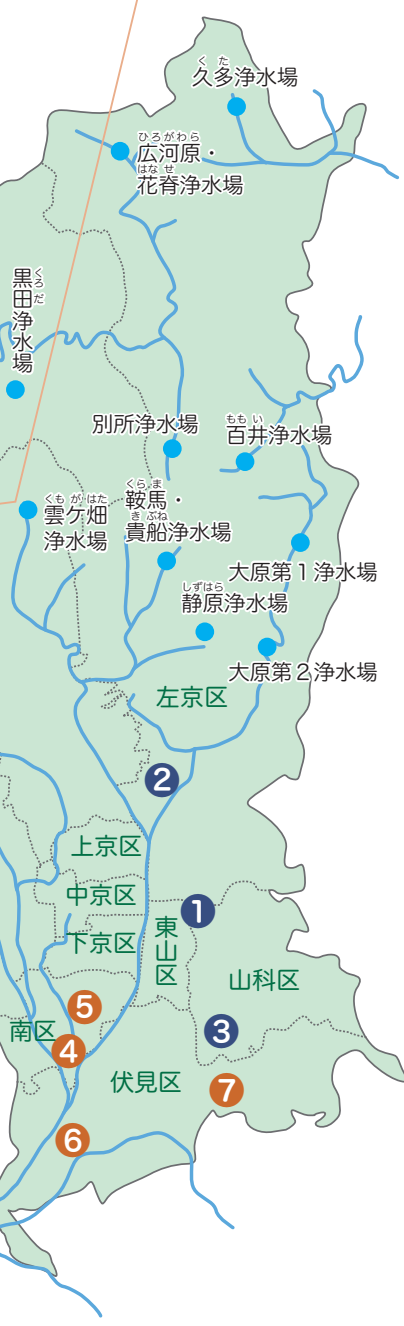 くた
久多浄水場
ひろがわら
広河原・
はなせ
花脊浄水場
くろだ
黒田浄水場
別所浄水場
ももい
百井浄水場
くもがはた
雲ケ畑
浄水場
くらま
鞍馬・
きぶね
貴船浄水場
大原第1浄水場
しずはら
静原浄水場
大原第2浄水場
左京区
2
上京区
中京区
1
下京区
東山区
山科区
5
南区
4
3
伏見区
7
6